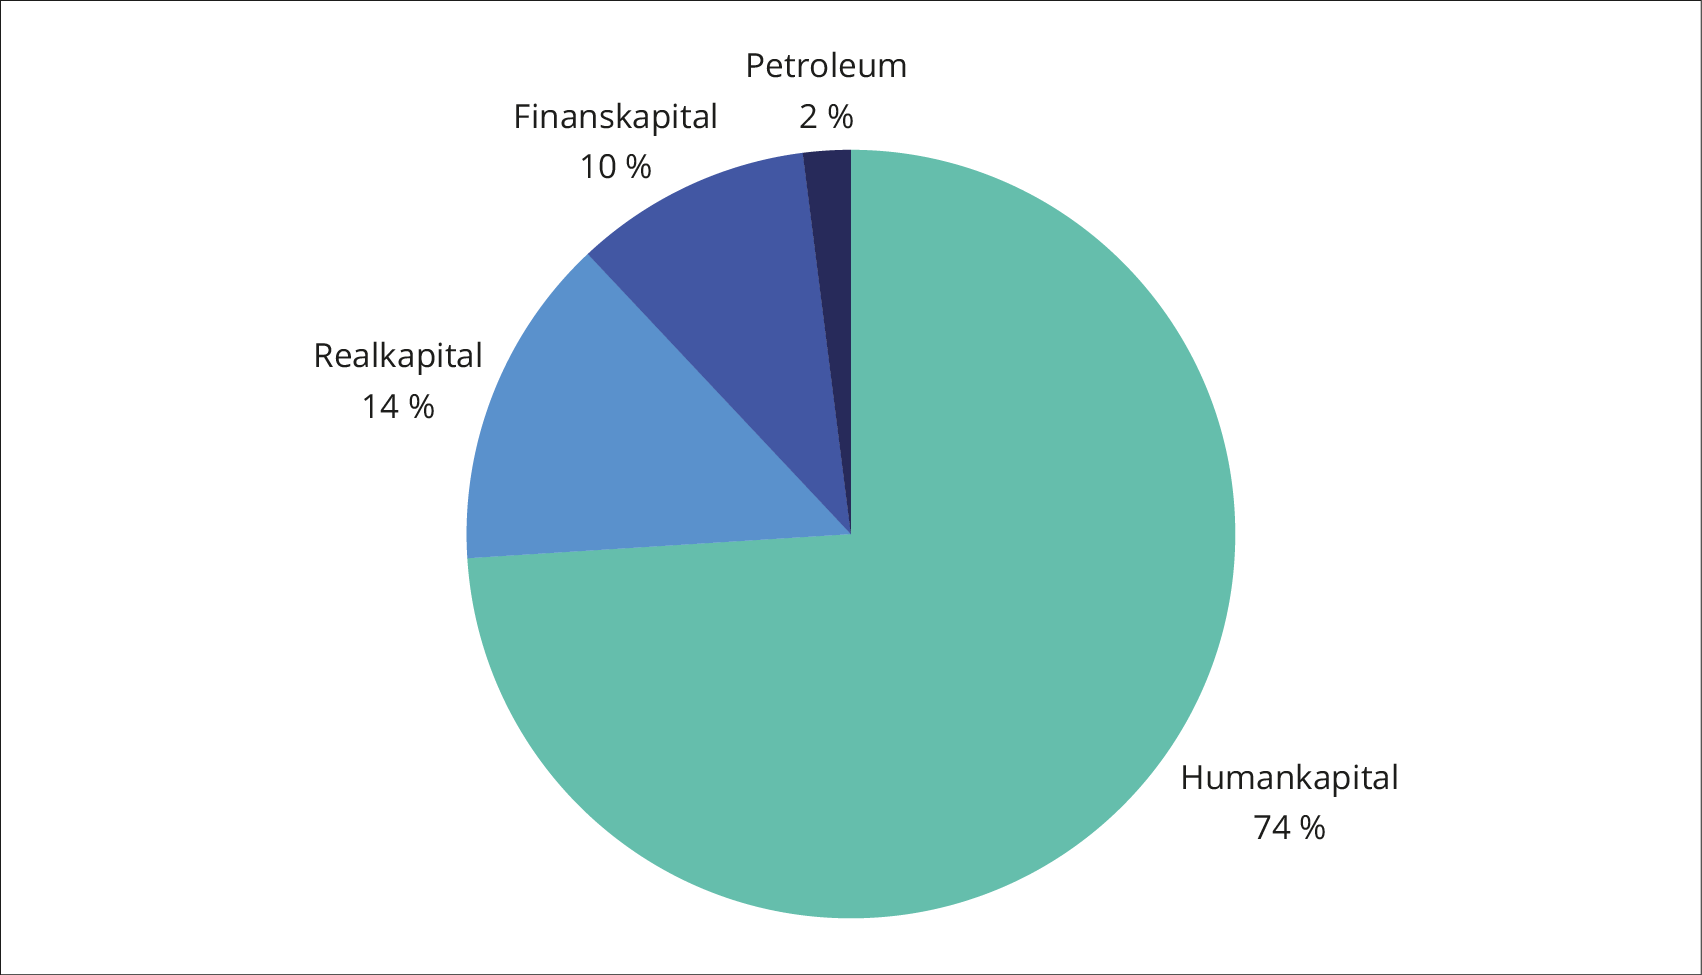 Petroleum
2 %
Finanskapital
10 %
Realkapital
14 %
Humankapital
74 %